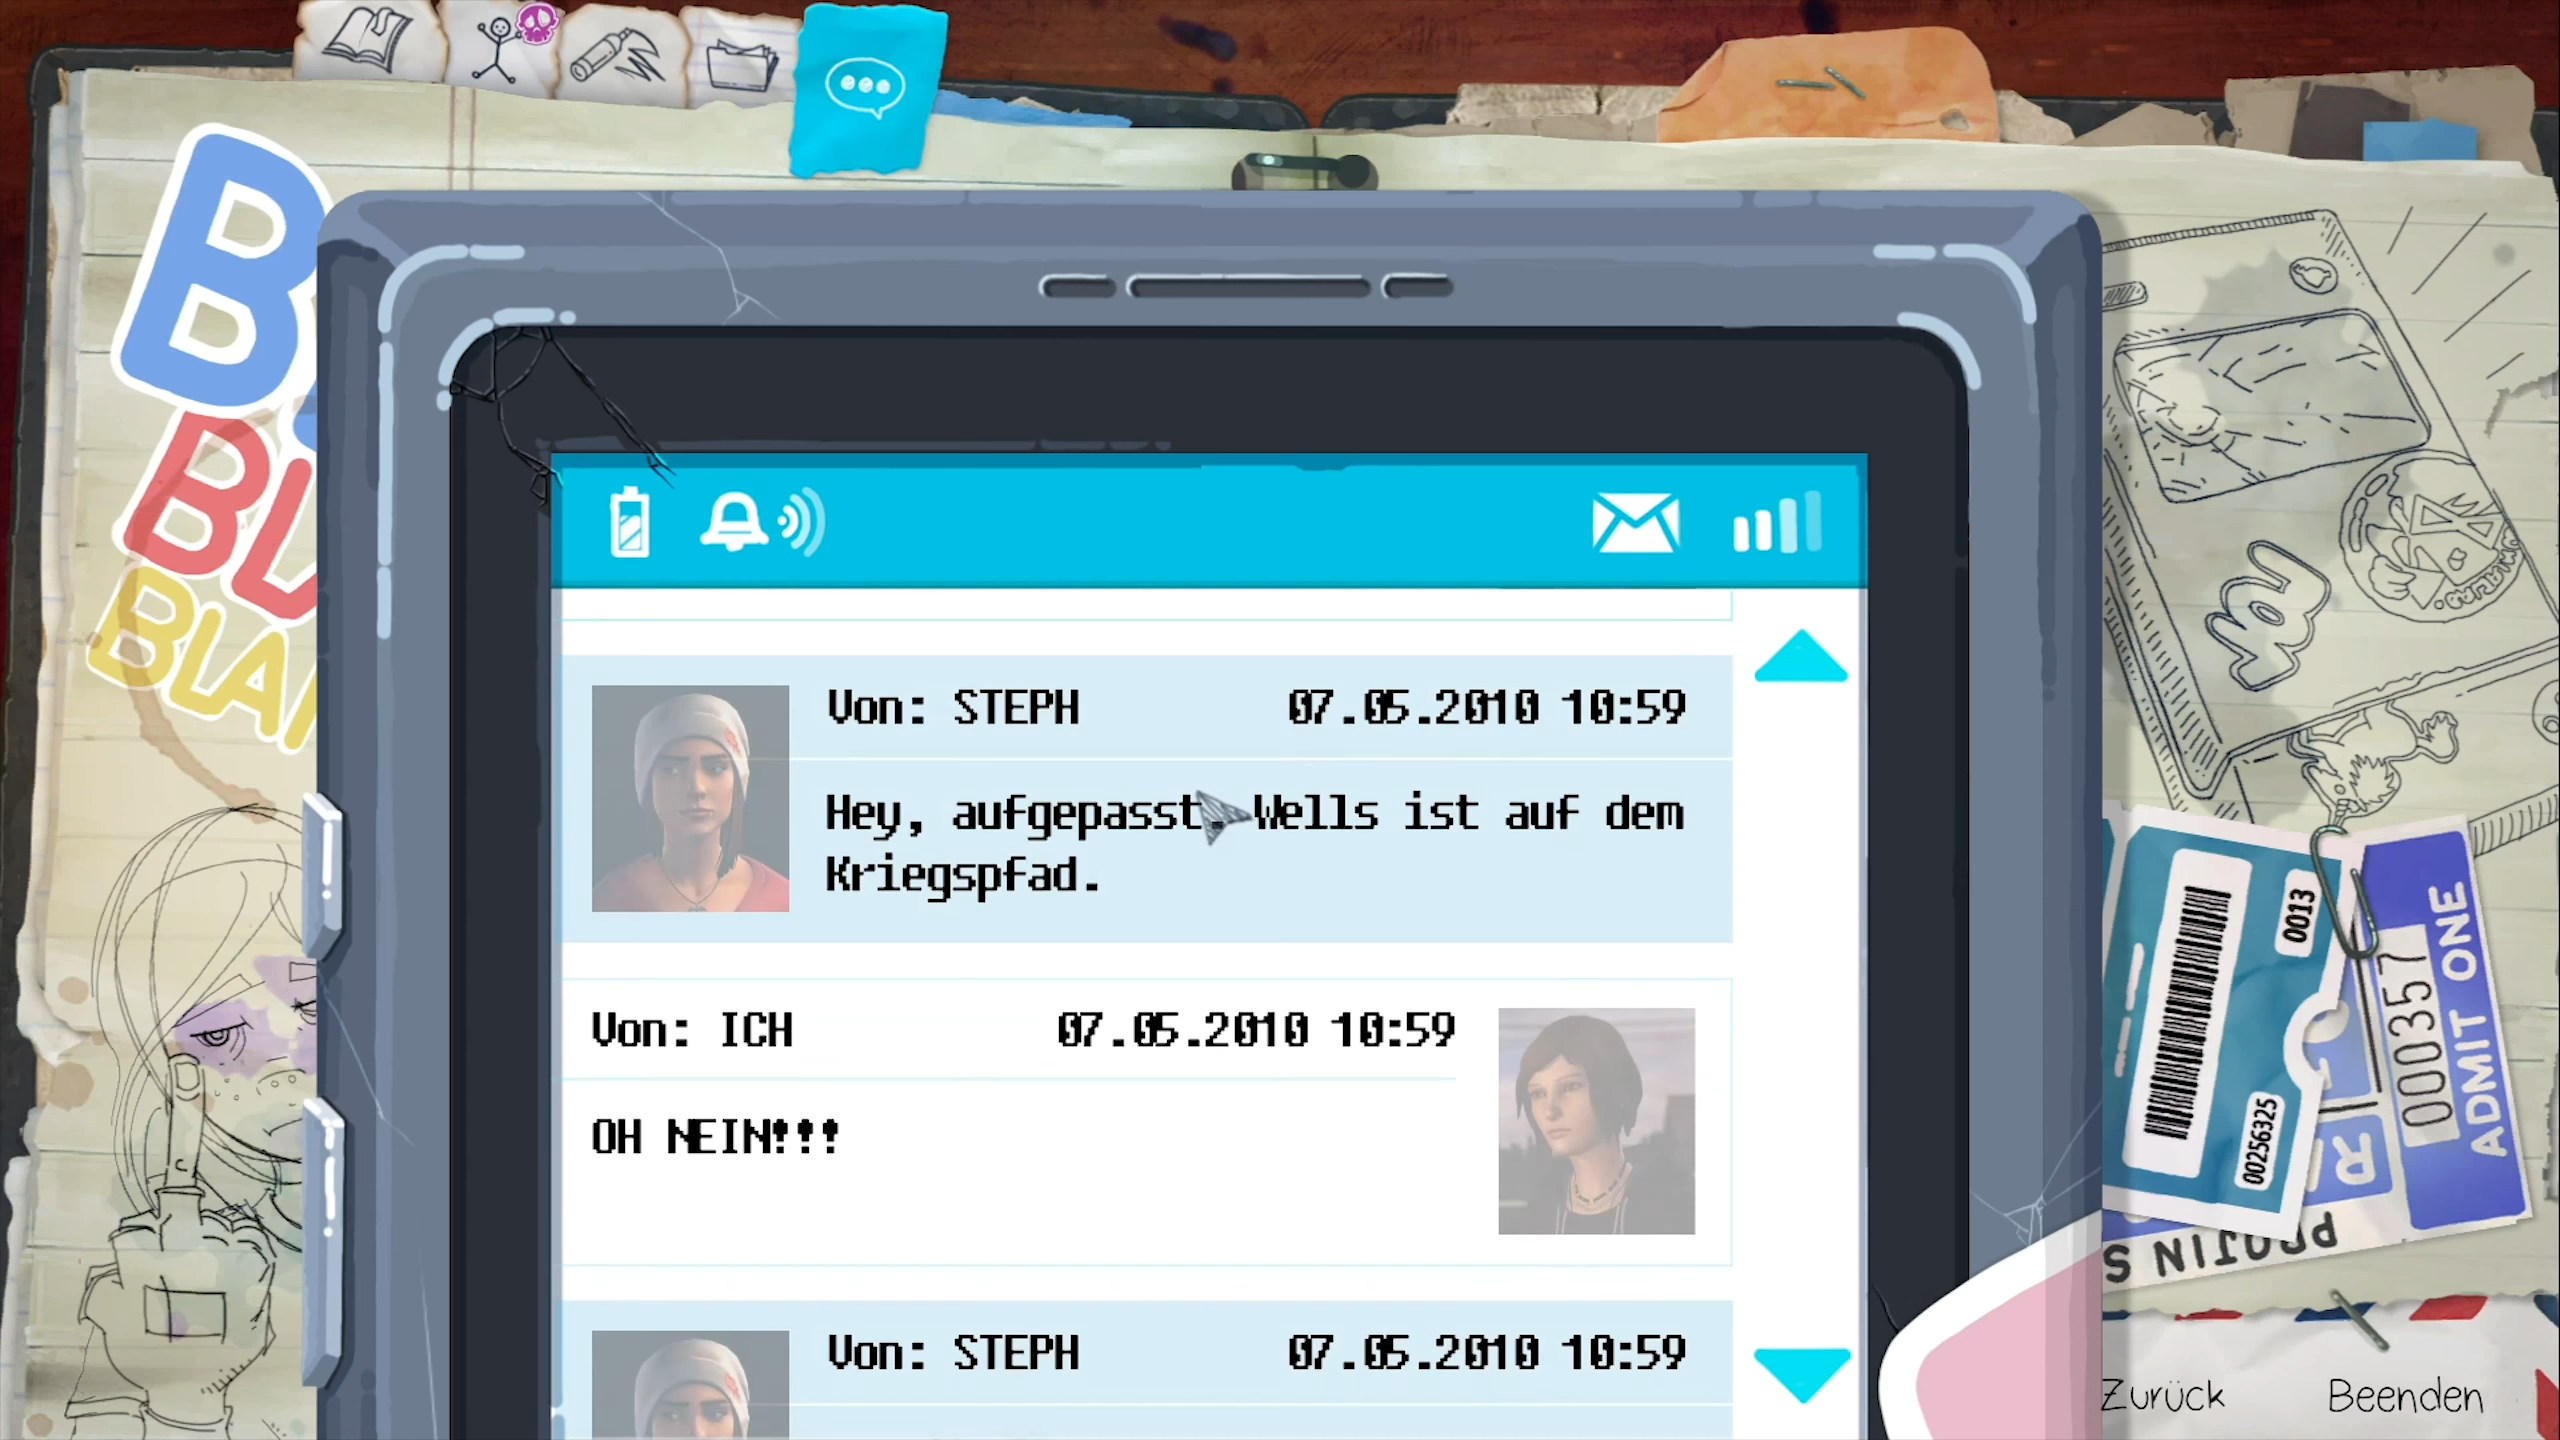 Von: STEPH 07.05.2010 10:59
Hey, aufgepasst. Wells ist auf dem
Kriegspfad.
Von: ICH 07.05.2010 10:59
OH NEIN!!!
Von: STEPH 07.05.2010 10:59
0013
00256325
000357
ADMIT ONE
Zurück Beenden